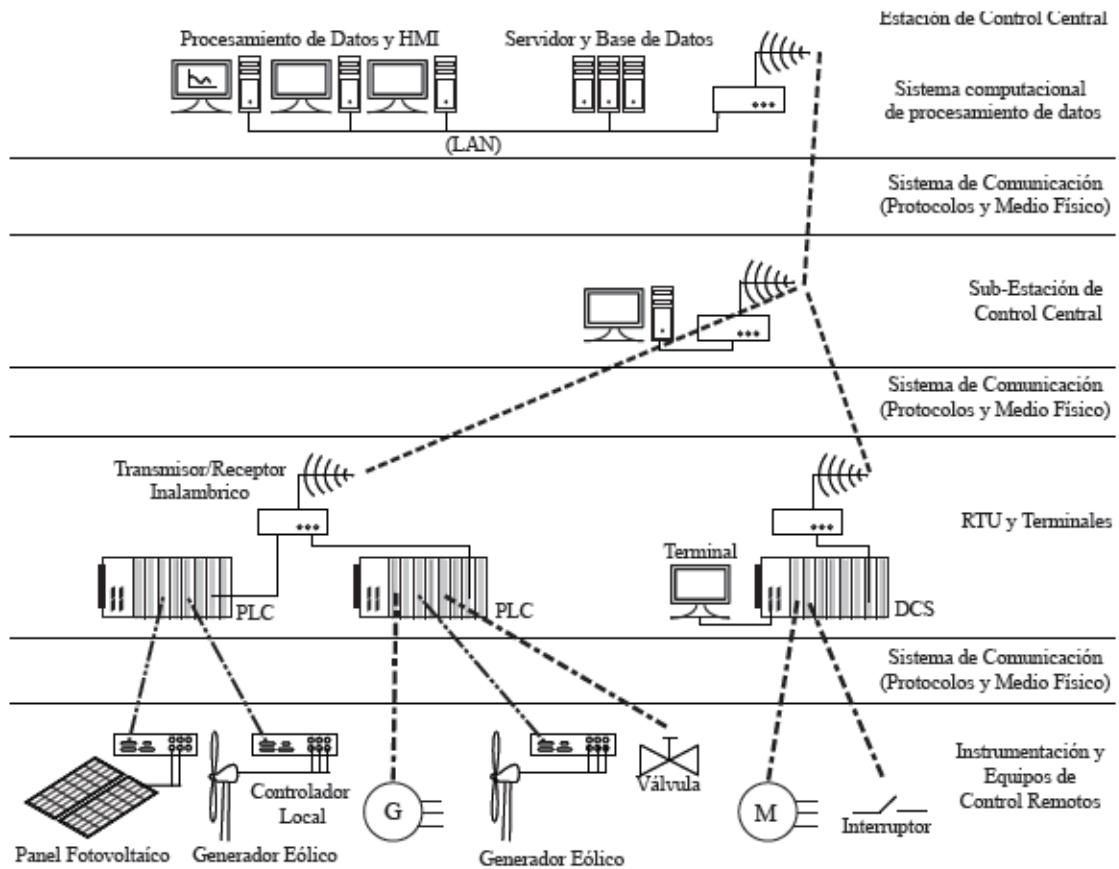 Estación de Control Central
Procesamiento de Datos y HMI
Servidor y Base de Datos
Sistema computacional
de procesamiento de datos
(LAN)
Sistema de Comunicación
(Protocolos y Medio Físico)
Sub-Estación de
Control Central
Sistema de Comunicación
(Protocolos y Medio Físico)
Transmisor/Receptor
Inalambrico
RTU y Terminales
Terminal
PLC
PLC
DCS
Sistema de Comunicación
(Protocolos y Medio Físico)
Instrumentación y
Equipos de
Control Remotos
Válvula
Controlador
Local
G
M
Interruptor
Panel Fotovoltaíco
Generador Eólico
Generador Eólico